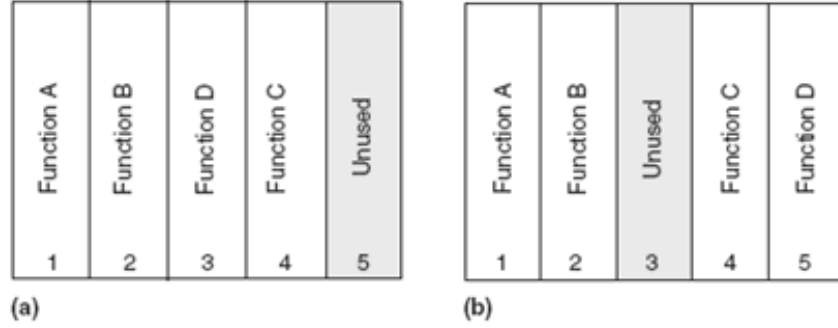 Function A
Function B
Function D
Function C
Unused
1 2 3 4 5
(a)
Function A
Function B
Unused
Function C
Function D
1 2 3 4 5
(b)